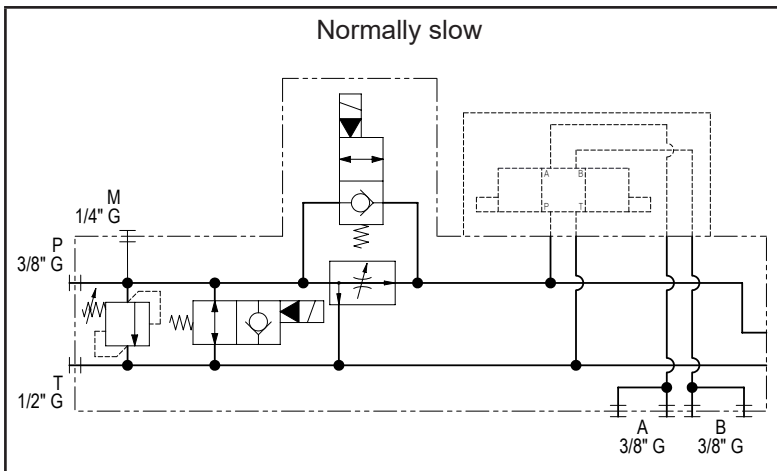 Normally slow
M
1/4" G
P
3/8" G
T
1/2" G
A B
P T
A
3/8" G
B
3/8" G